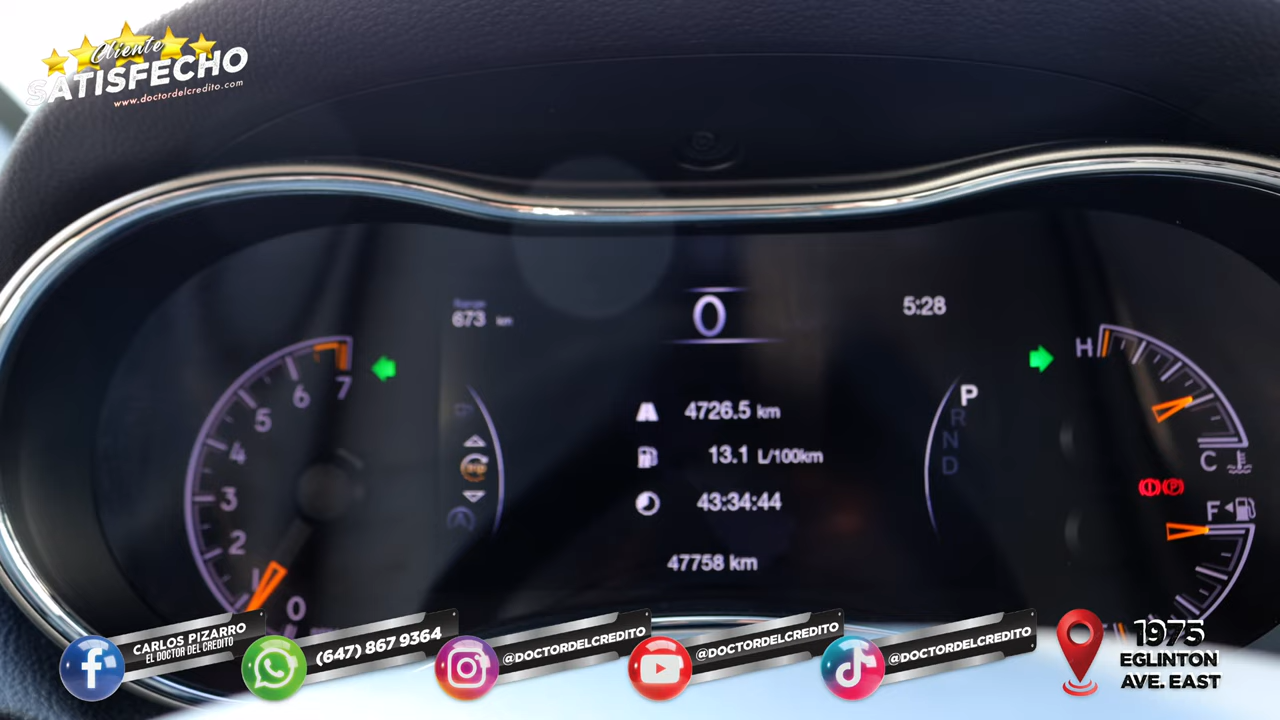 Cliente
SATISFECHO
www.doctordelcredito.com
Range
673 km
0
5:28
H
7
6
5
4
3
2
1
0
4726.5 km
13.1 L/100km
43:34:44
47758 km
P
R
N
D
C
F
CARLOS PIZARRO
EL DOCTOR DEL CREDITO
(647) 867 9364
@DOCTORDELCREDITO
@DOCTORDELCREDITO
@DOCTORDELCREDITO
1975
EGLINTON
AVE. EAST